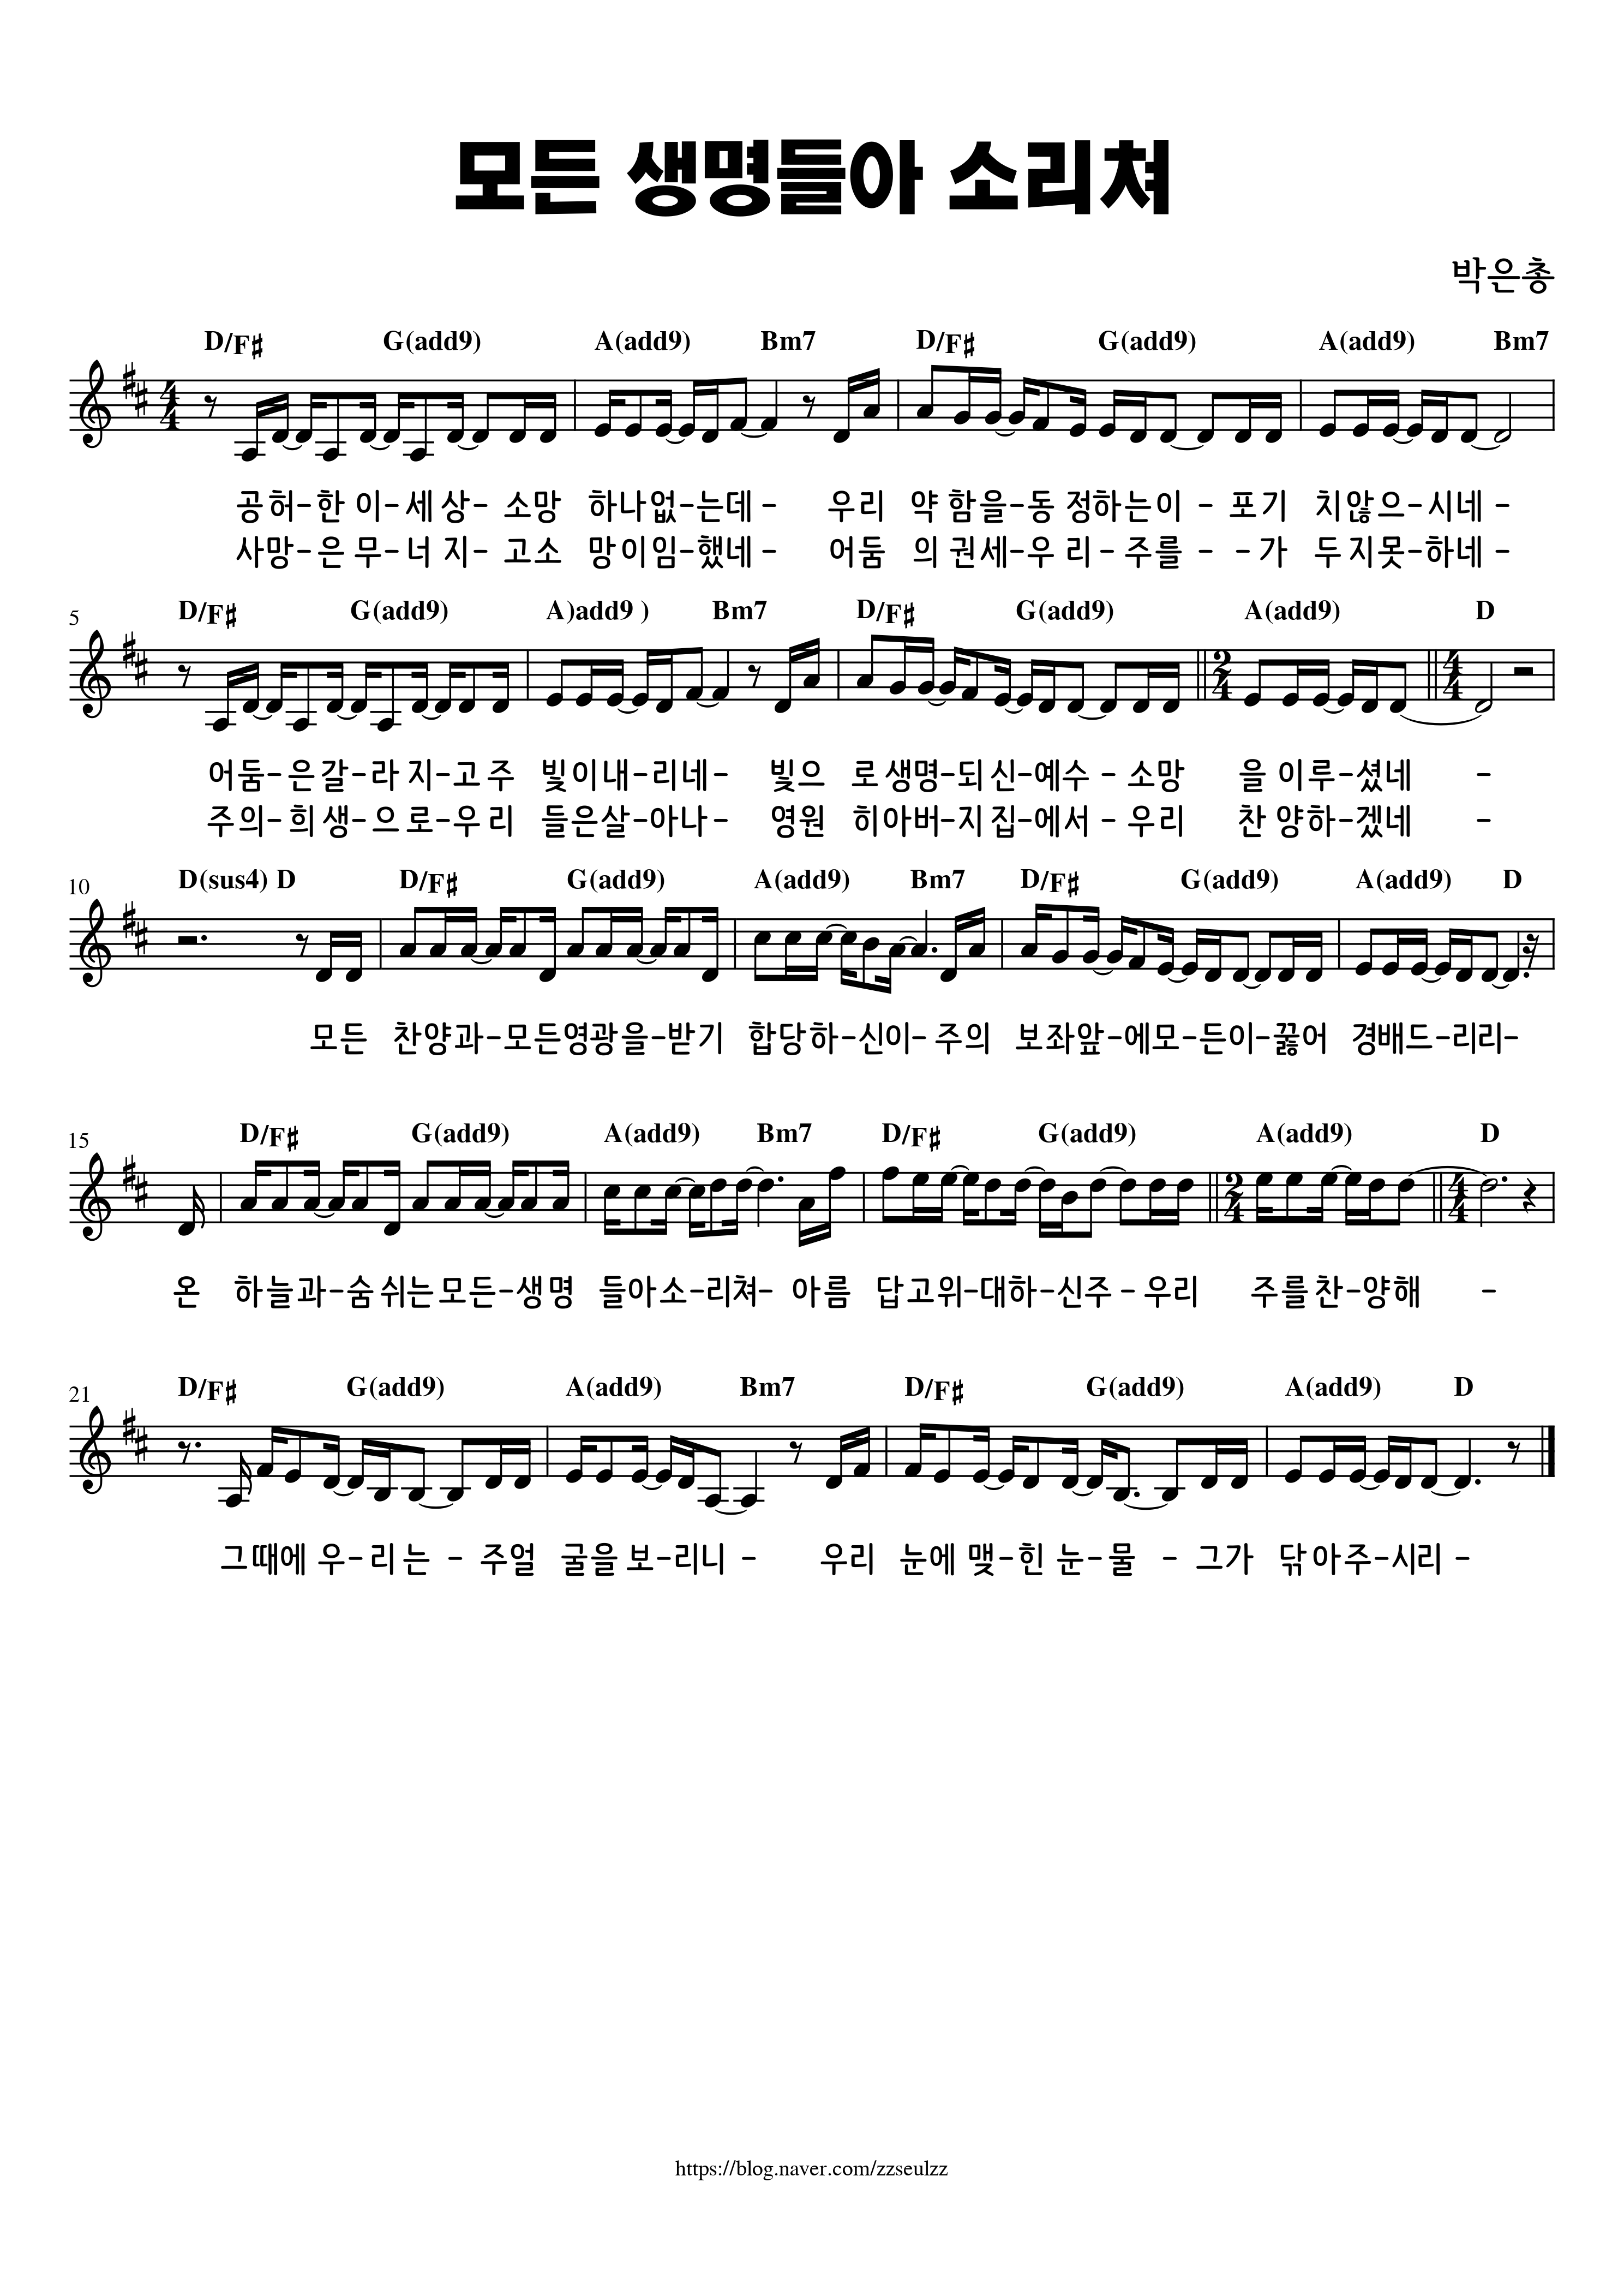 모든 생명들아 소리쳐
박은총
D/F♯ G(add9) A(add9) Bm7 D/F♯ G(add9) A(add9) Bm7
4 4
공 허-한 이-세 상- 소망 하나없-는데- 우리 약 함을-동 정하는이 - 포기 치않으-시네 -
사망-은 무-너 지- 고소 망이임-했네- 어둠 의 권세-우 리- 주를 - - 가 두 지못-하네 -
5 D/F♯ G(add9) A)add9 ) Bm7 D/F♯ G(add9) A(add9) D
2 4 4 4
어둠-은갈-라 지-고 주 빛이내-리네- 빛으 로 생명-되 신-예수 - 소망 을 이루-셨네 -
주의-희 생-으 로-우 리 들은살-아나- 영원 히아버-지 집-에서 - 우리 찬 양하-겠네 -
10 D(sus4) D D/F♯ G(add9) A(add9) Bm7 D/F♯ G(add9) A(add9) D
모든 찬양과-모든영광을-받기 합당하-신이- 주의 보좌앞-에모-든이-꿇어 경배드-리리-
15 D/F♯ G(add9) A(add9) Bm7 D/F♯ G(add9) A(add9) D
2 4 4 4
온 하늘과-숨 쉬는 모든-생명 들아소-리쳐- 아름 답고위-대하-신주 - 우리 주를 찬-양해 -
21 D/F♯ G(add9) A(add9) Bm7 D/F♯ G(add9) A(add9) D
그때에 우-리 는 - 주얼 굴을 보-리니 - 우리 눈에 맺-힌 눈-물 - 그가 닦 아주-시리 -
https://blog.naver.com/zzseulzz